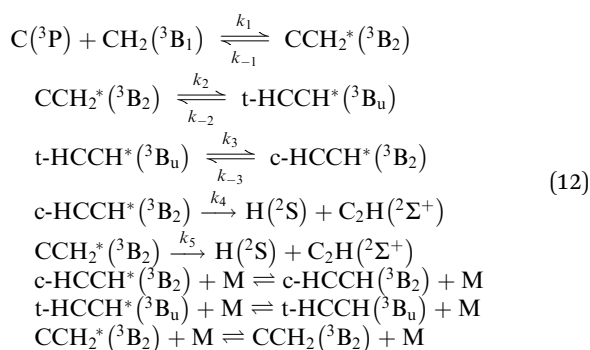 C(³P) + CH₂(³B₁) ⇌ CCH₂*(³B₂) k₁ k₋₁
CCH₂*(³B₂) ⇌ t-HCCH*(³Bᵤ) k₂ k₋₂
t-HCCH*(³Bᵤ) ⇌ c-HCCH*(³B₂) k₃ k₋₃
c-HCCH*(³B₂) → H(²S) + C₂H(²Σ⁺) k₄
(12)
CCH₂*(³B₂) → H(²S) + C₂H(²Σ⁺) k₅
c-HCCH*(³B₂) + M ⇌ c-HCCH(³B₂) + M
t-HCCH*(³Bᵤ) + M ⇌ t-HCCH(³Bᵤ) + M
CCH₂*(³B₂) + M ⇌ CCH₂(³B₂) + M